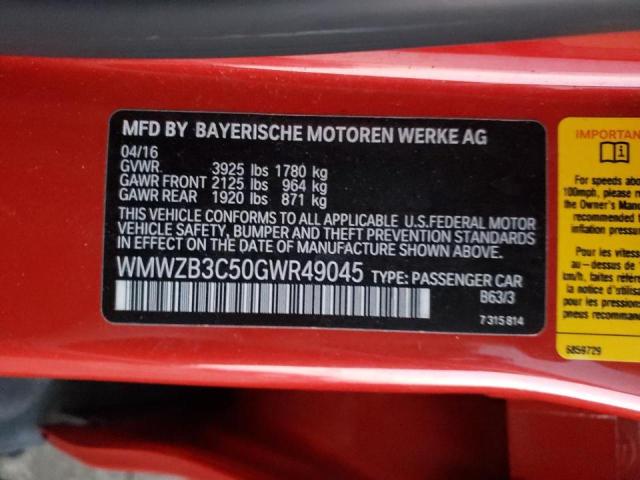 MFD BY BAYERISCHE MOTOREN WERKE AG
04/16
GVWR. 3925 lbs 1780 kg
GAWR FRONT 2125 lbs 964 kg
GAWR REAR 1920 lbs 871 kg
THIS VEHICLE CONFORMS TO ALL APPLICABLE U.S.FEDERAL MOTOR
VEHICLE SAFETY, BUMPER AND THEFT PREVENTION STANDARDS
IN EFFECT ON THE DATE OF MANUFACTURE SHOWN ABOVE.
WMWZB3C50GWR49045 TYPE: PASSENGER CAR
B63/3
7 315 814
IMPORTAN
For speeds abo
100mph, please re
the Owner's Manu
recommended t
inflation pressur
Pour les vitesses
au-dessus de
km/h, faites référe
la notice d'utilisa
pour les pression
pneus recomman
6859729